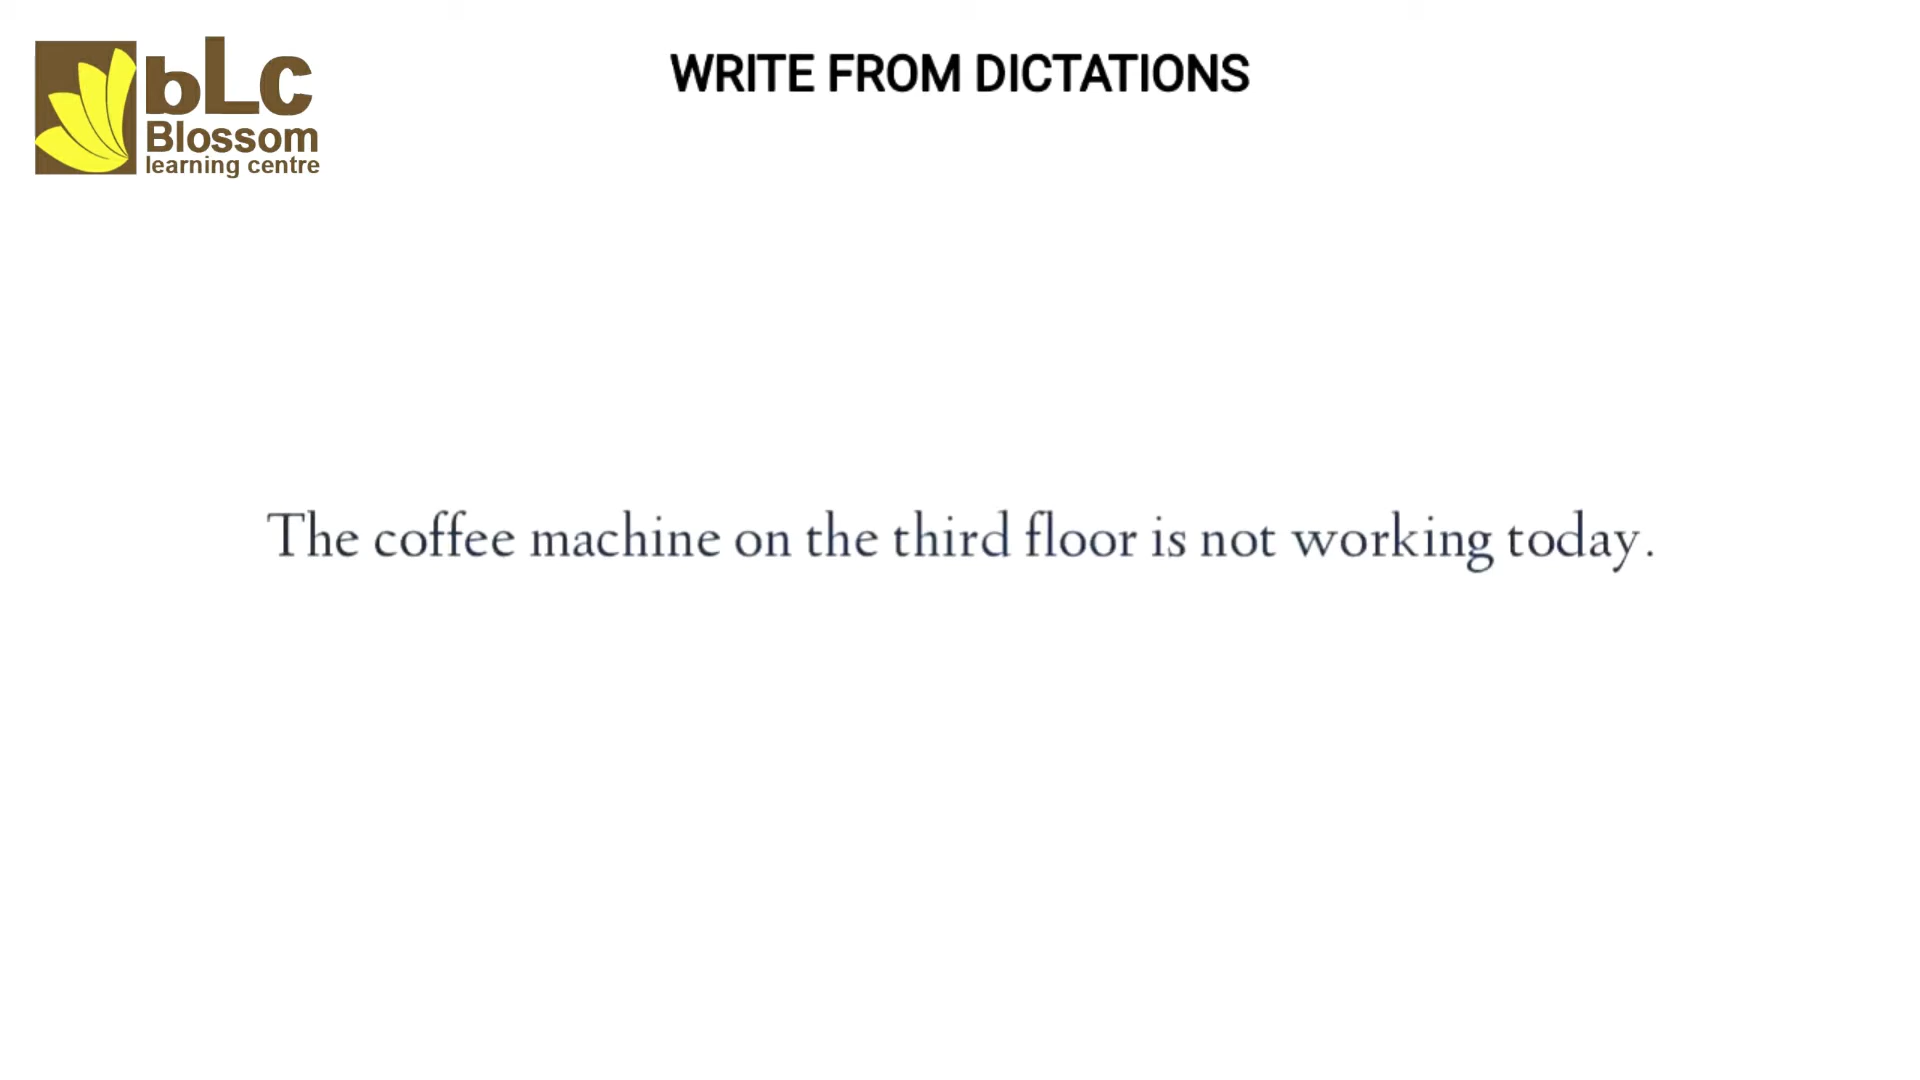 bLc
Blossom
learning centre
WRITE FROM DICTATIONS
The coffee machine on the third floor is not working today.